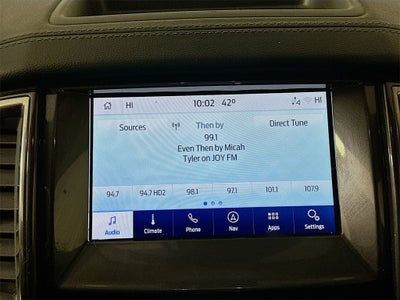 HI 10:02 42° HI
Sources Then by Direct Tune
99.1
Even Then by Micah
Tyler on JOY FM
94.7 94.7 HD2 98.1 97.1 101.1 107.9
Audio Climate Phone Nav Apps Settings